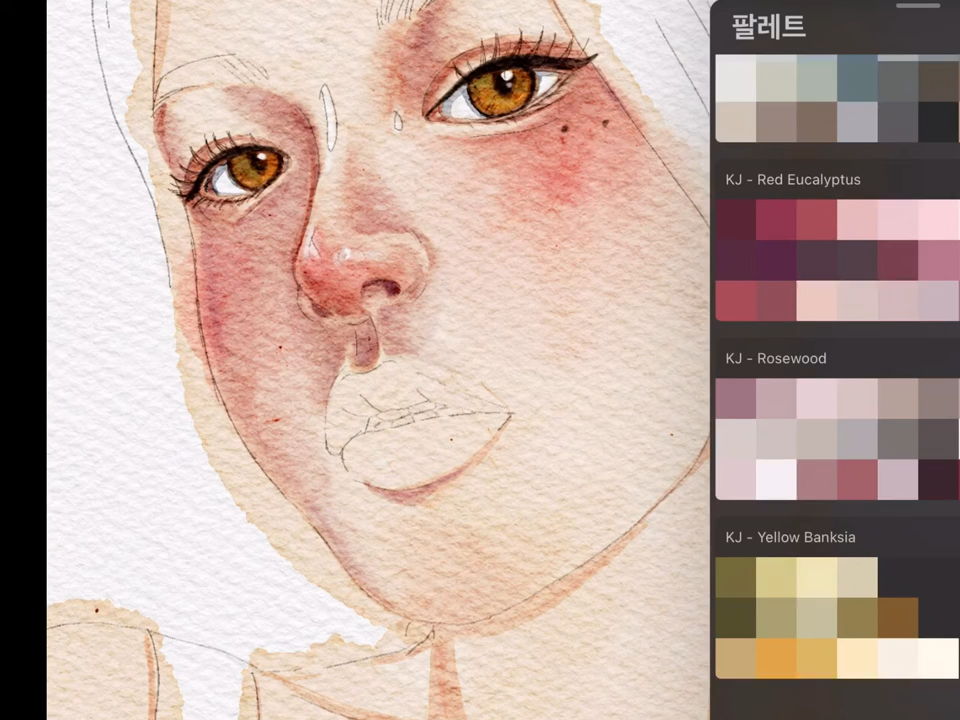 팔레트
KJ - Red Eucalyptus
KJ - Rosewood
KJ - Yellow Banksia